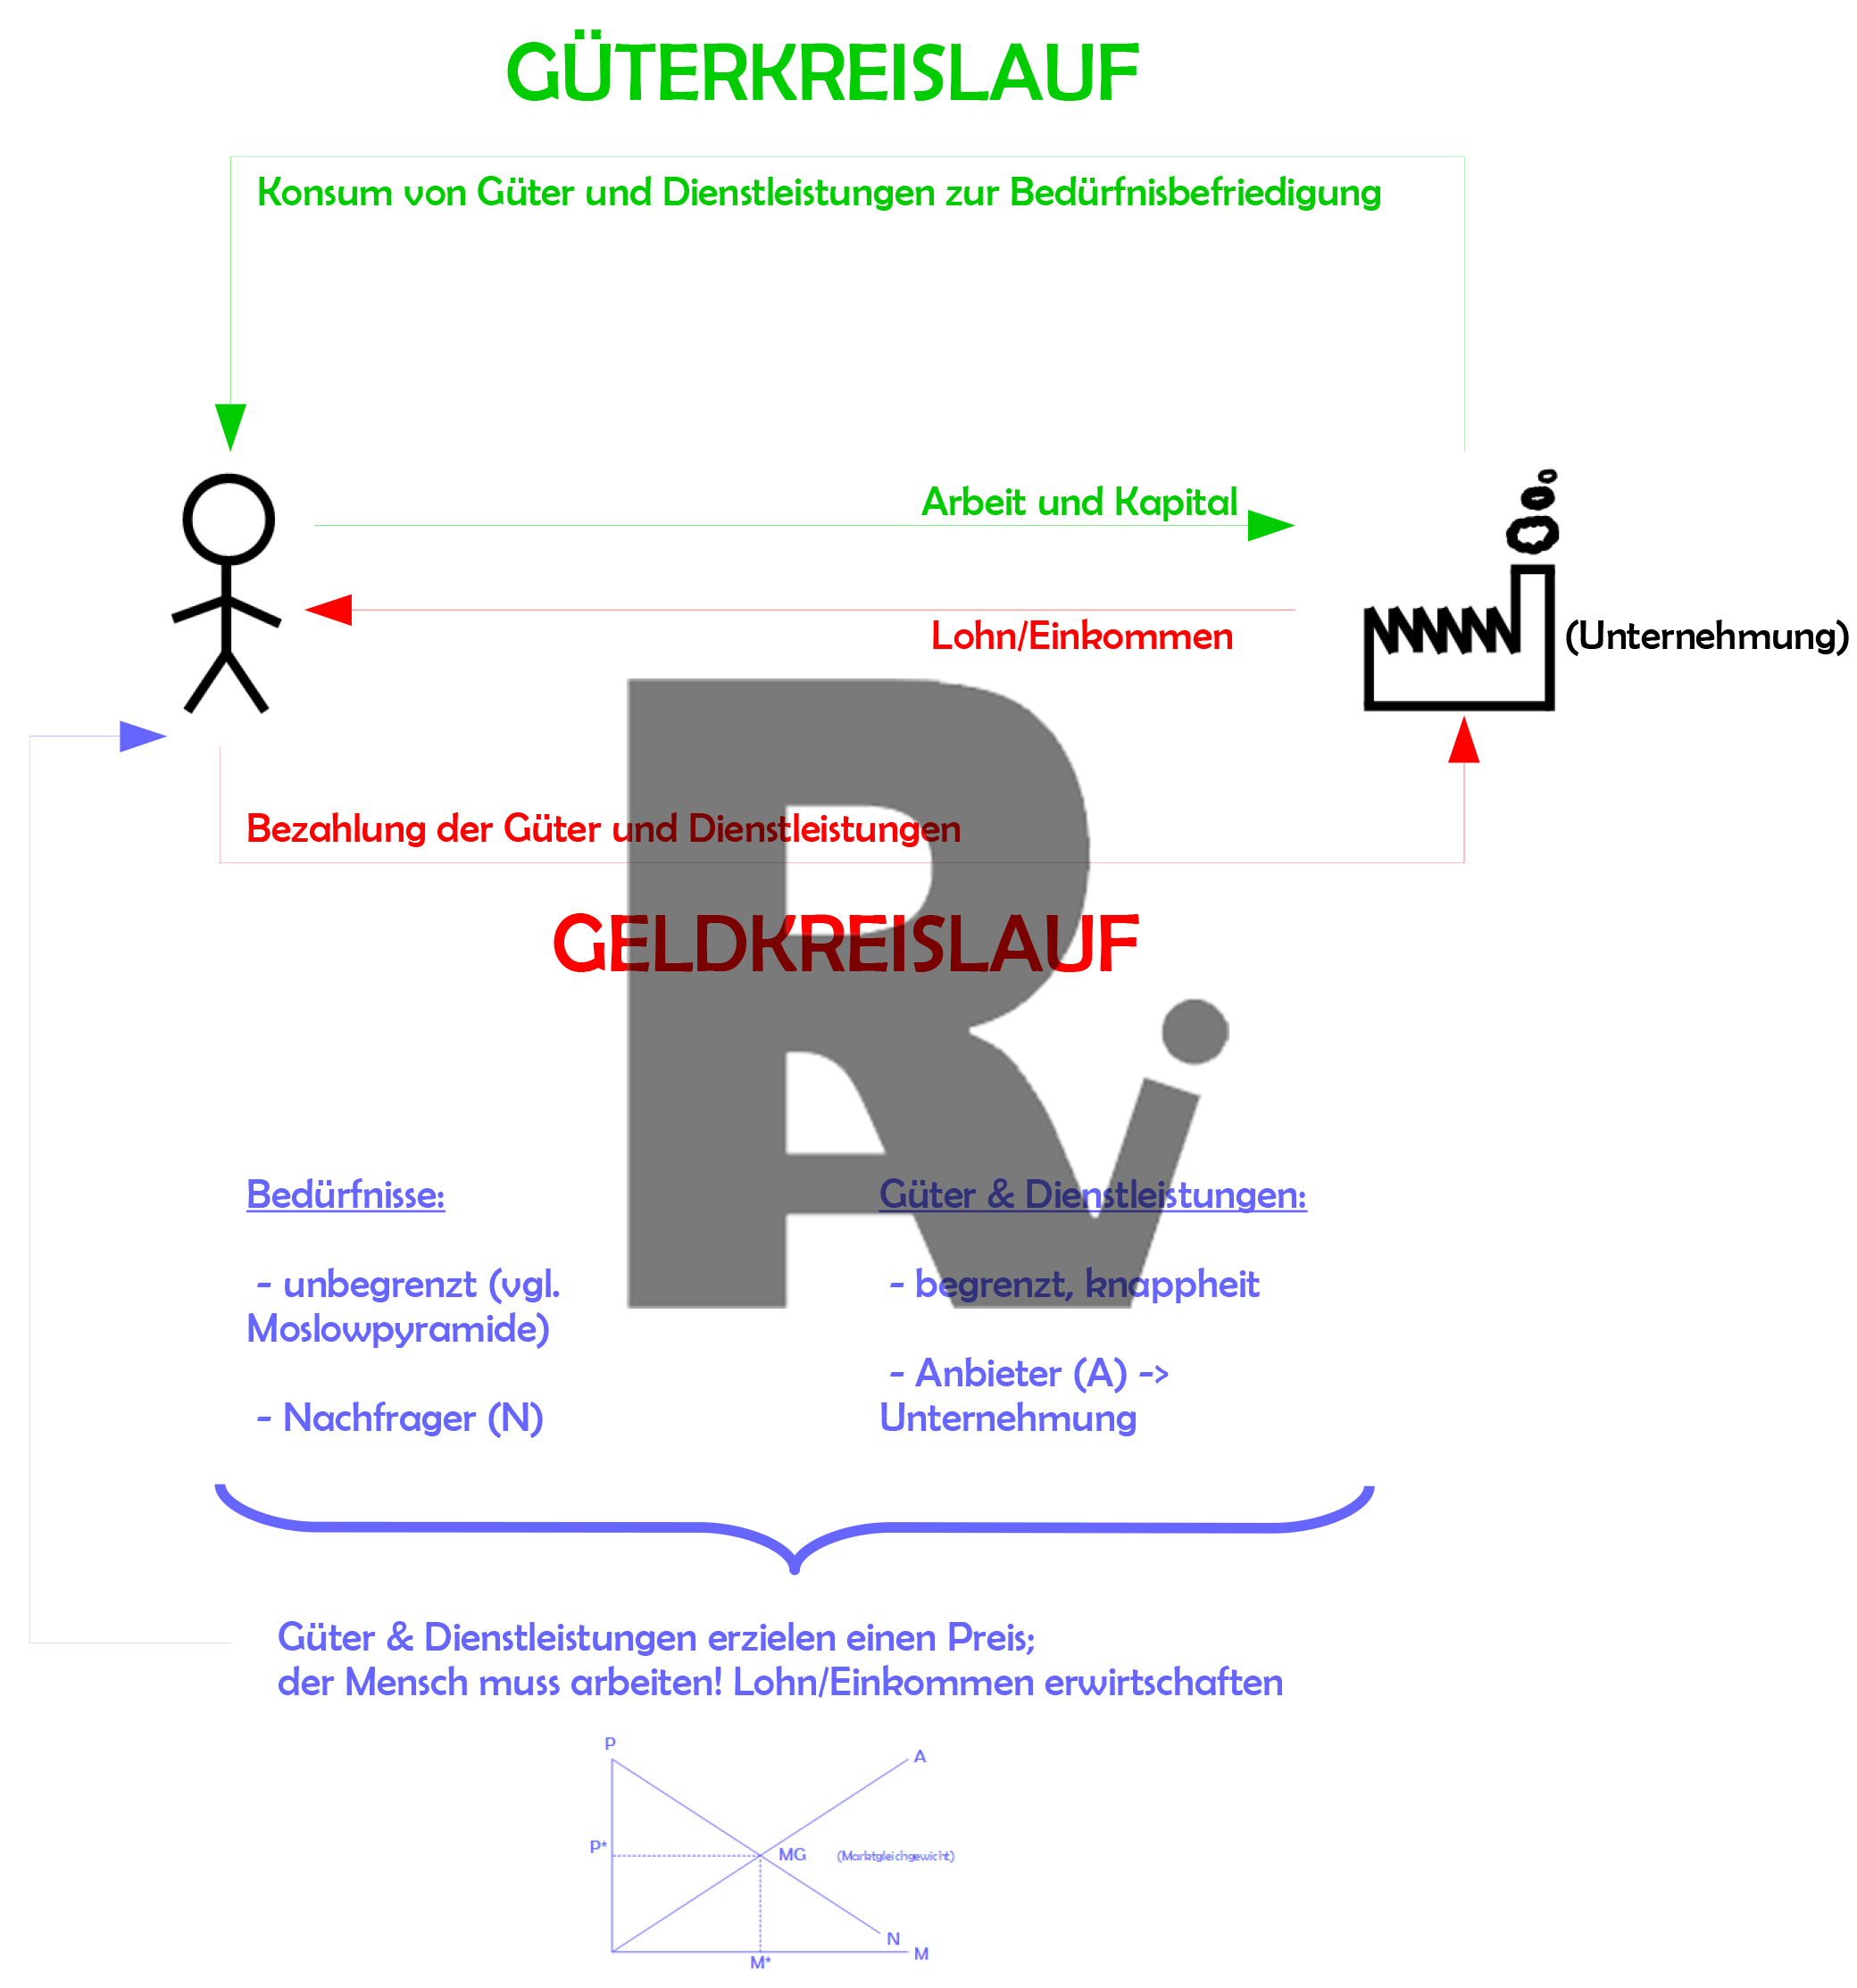 GÜTERKREISLAUF
Konsum von Güter und Dienstleistungen zur Bedürfnisbefriedigung
Arbeit und Kapital
Lohn/Einkommen
(Unternehmung)
Bezahlung der Güter und Dienstleistungen
GELDKREISLAUF
Ri
Bedürfnisse:
- unbegrenzt (vgl.
Moslowpyramide)
- Nachfrager (N)
Güter & Dienstleistungen:
- begrenzt, knappheit
- Anbieter (A) ->
Unternehmung
Güter & Dienstleistungen erzielen einen Preis;
der Mensch muss arbeiten! Lohn/Einkommen erwirtschaften
P
A
P*
MG (Marktgleichgewicht)
N
M
M*